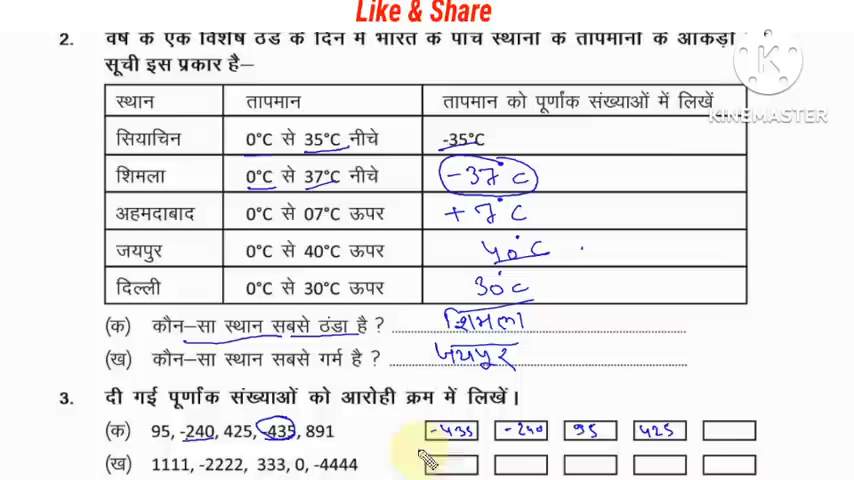 Like & Share
2. वर्ष के एक विशेष ठंड के दिन में भारत के पाँच स्थानों के तापमानों के आंकड़ों
सूची इस प्रकार है–
KINEMASTER
स्थान तापमान तापमान को पूर्णांक संख्याओं में लिखें
सियाचिन 0°C से 35°C नीचे -35°C
शिमला 0°C से 37°C नीचे -37°C
अहमदाबाद 0°C से 07°C ऊपर +7°C
जयपुर 0°C से 40°C ऊपर 40°C
दिल्ली 0°C से 30°C ऊपर 30°C
(क) कौन–सा स्थान सबसे ठंडा है ? शिमला
(ख) कौन–सा स्थान सबसे गर्म है ? जयपुर
3. दी गई पूर्णांक संख्याओं को आरोही क्रम में लिखें।
(क) 95, -240, 425, -435, 891 -435 -240 95 425
(ख) 1111, -2222, 333, 0, -4444